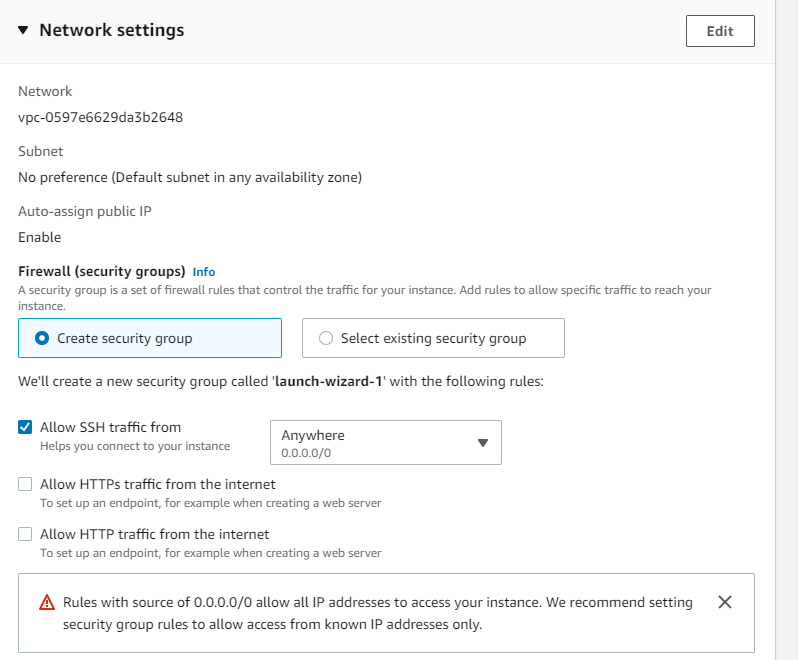 Network settings
Edit
Network
vpc-0597e6629da3b2648
Subnet
No preference (Default subnet in any availability zone)
Auto-assign public IP
Enable
Firewall (security groups) Info
A security group is a set of firewall rules that control the traffic for your instance. Add rules to allow specific traffic to reach your
instance.
Create security group
Select existing security group
We'll create a new security group called 'launch-wizard-1' with the following rules:
Allow SSH traffic from
Helps you connect to your instance
Anywhere
0.0.0.0/0
Allow HTTPs traffic from the internet
To set up an endpoint, for example when creating a web server
Allow HTTP traffic from the internet
To set up an endpoint, for example when creating a web server
Rules with source of 0.0.0.0/0 allow all IP addresses to access your instance. We recommend setting
security group rules to allow access from known IP addresses only.